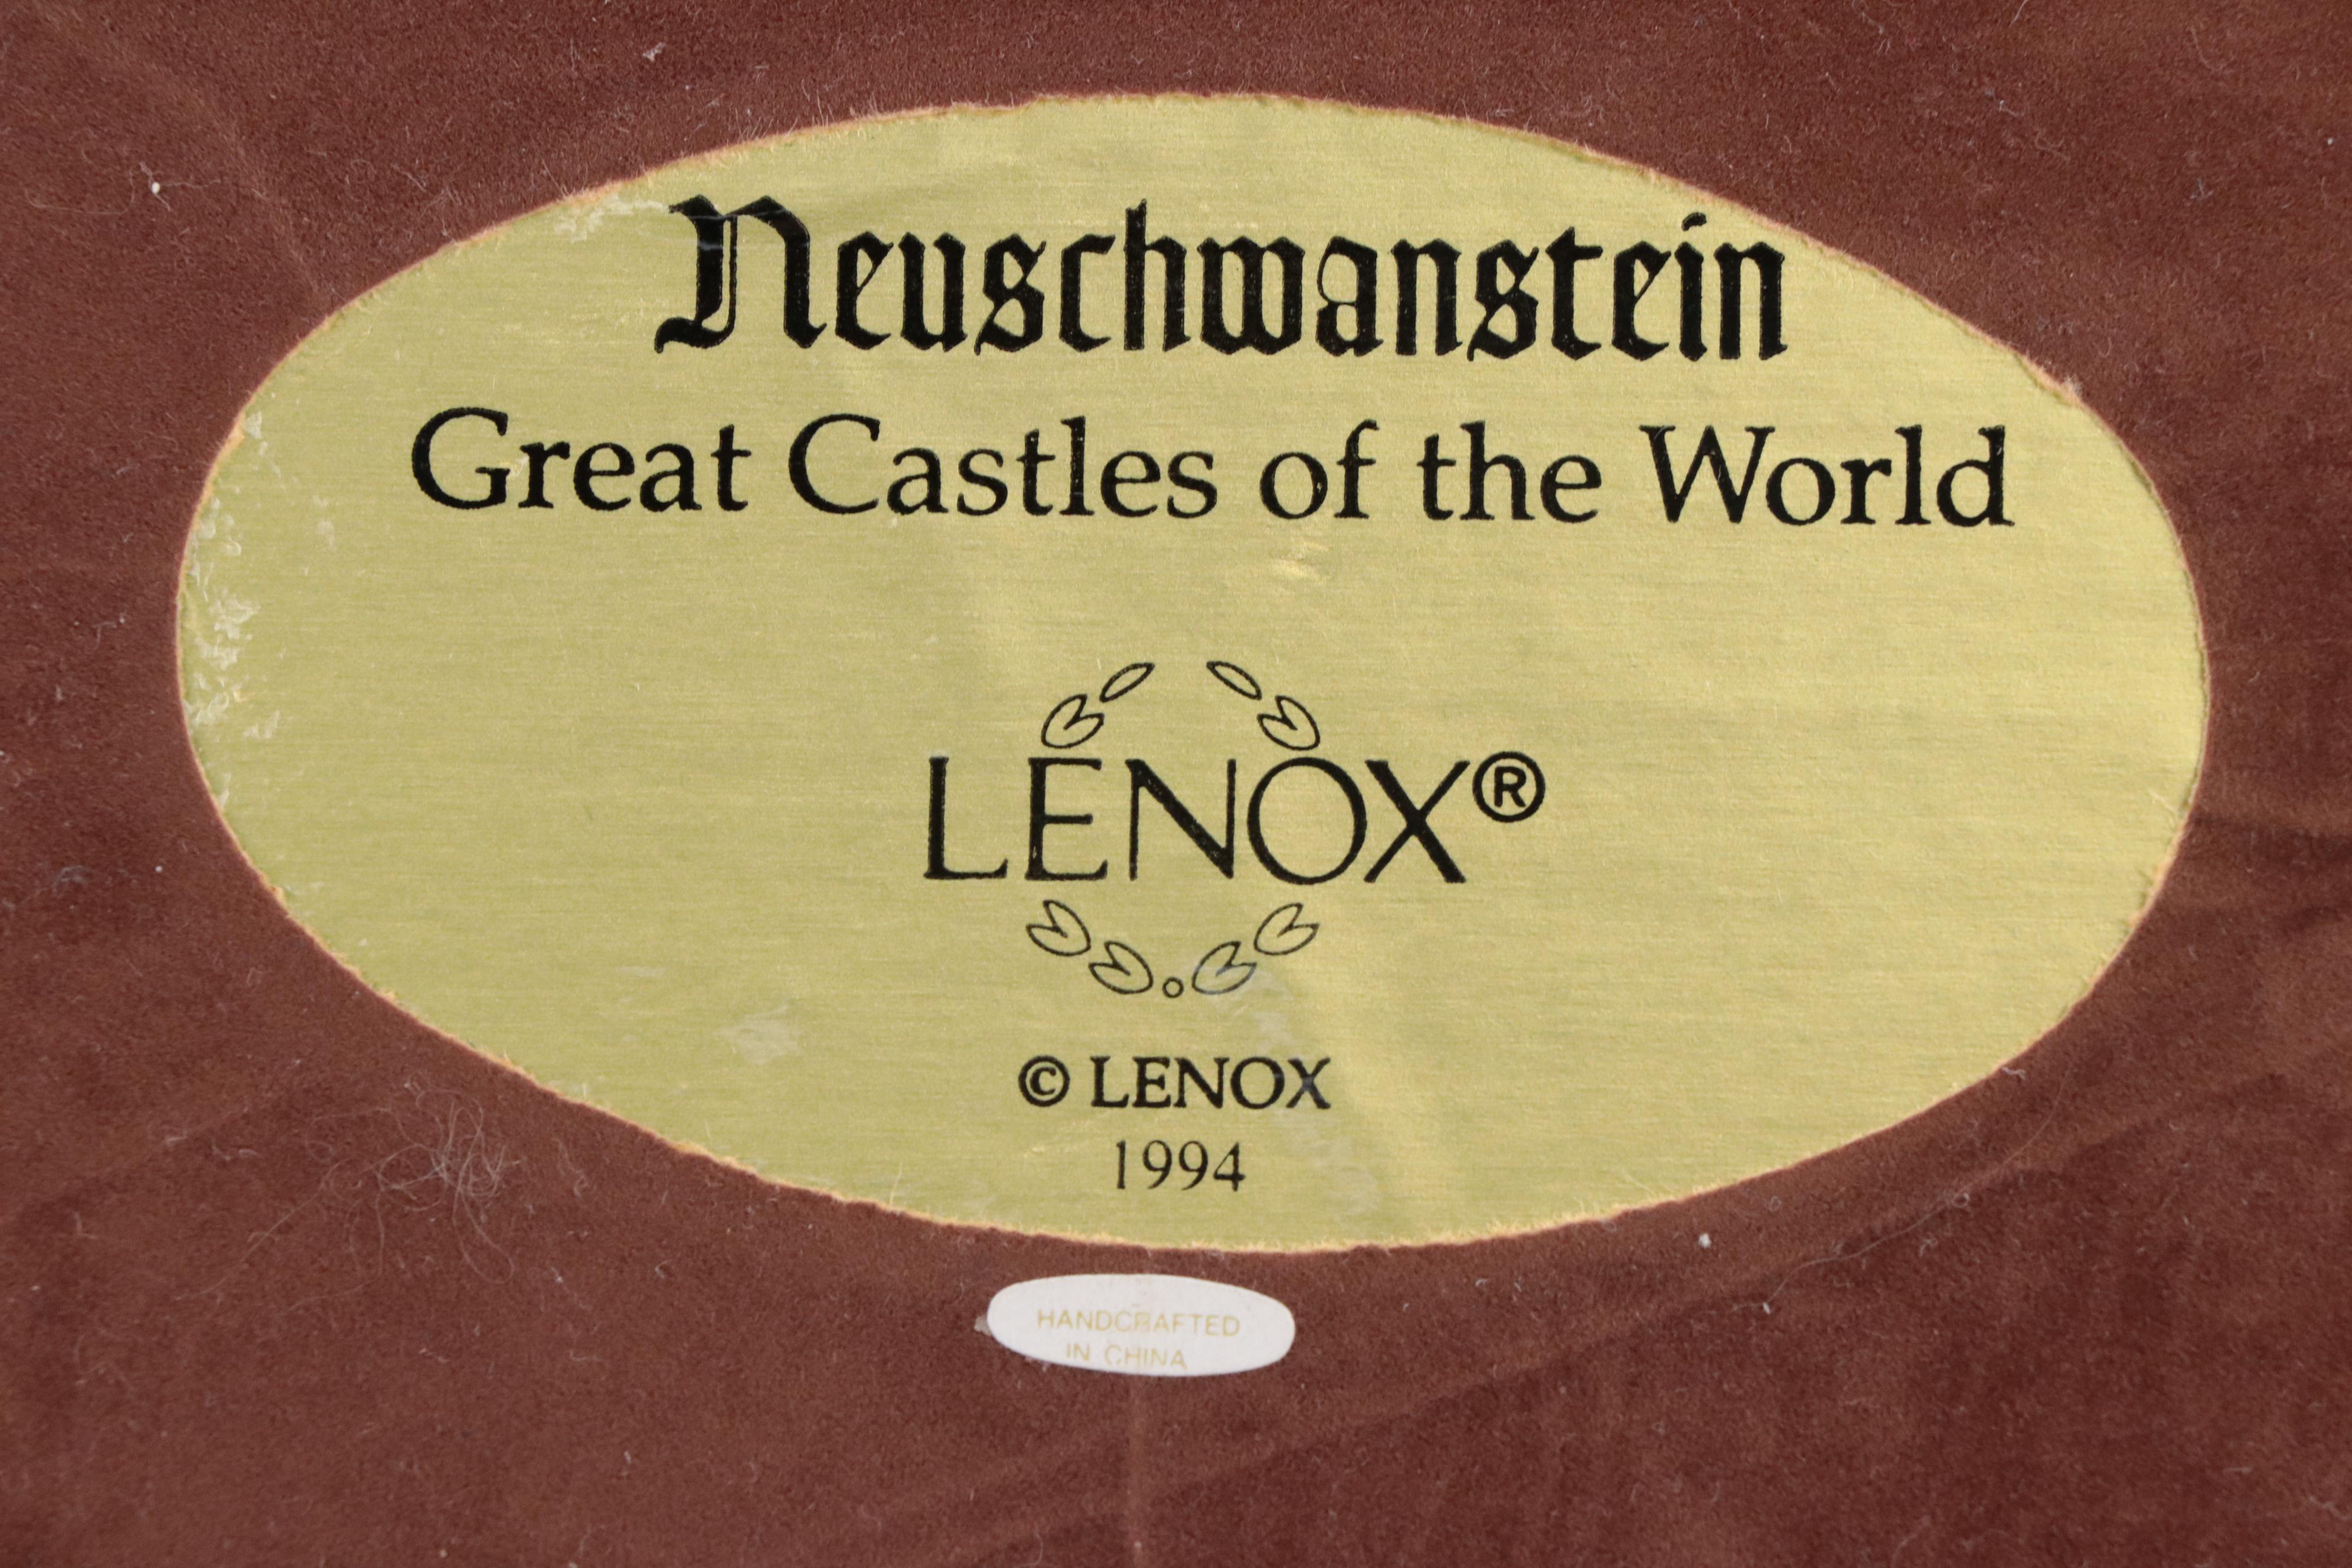 Neuschwanstein
Great Castles of the World
LENOX®
© LENOX
1994
HANDCRAFTED
IN CHINA